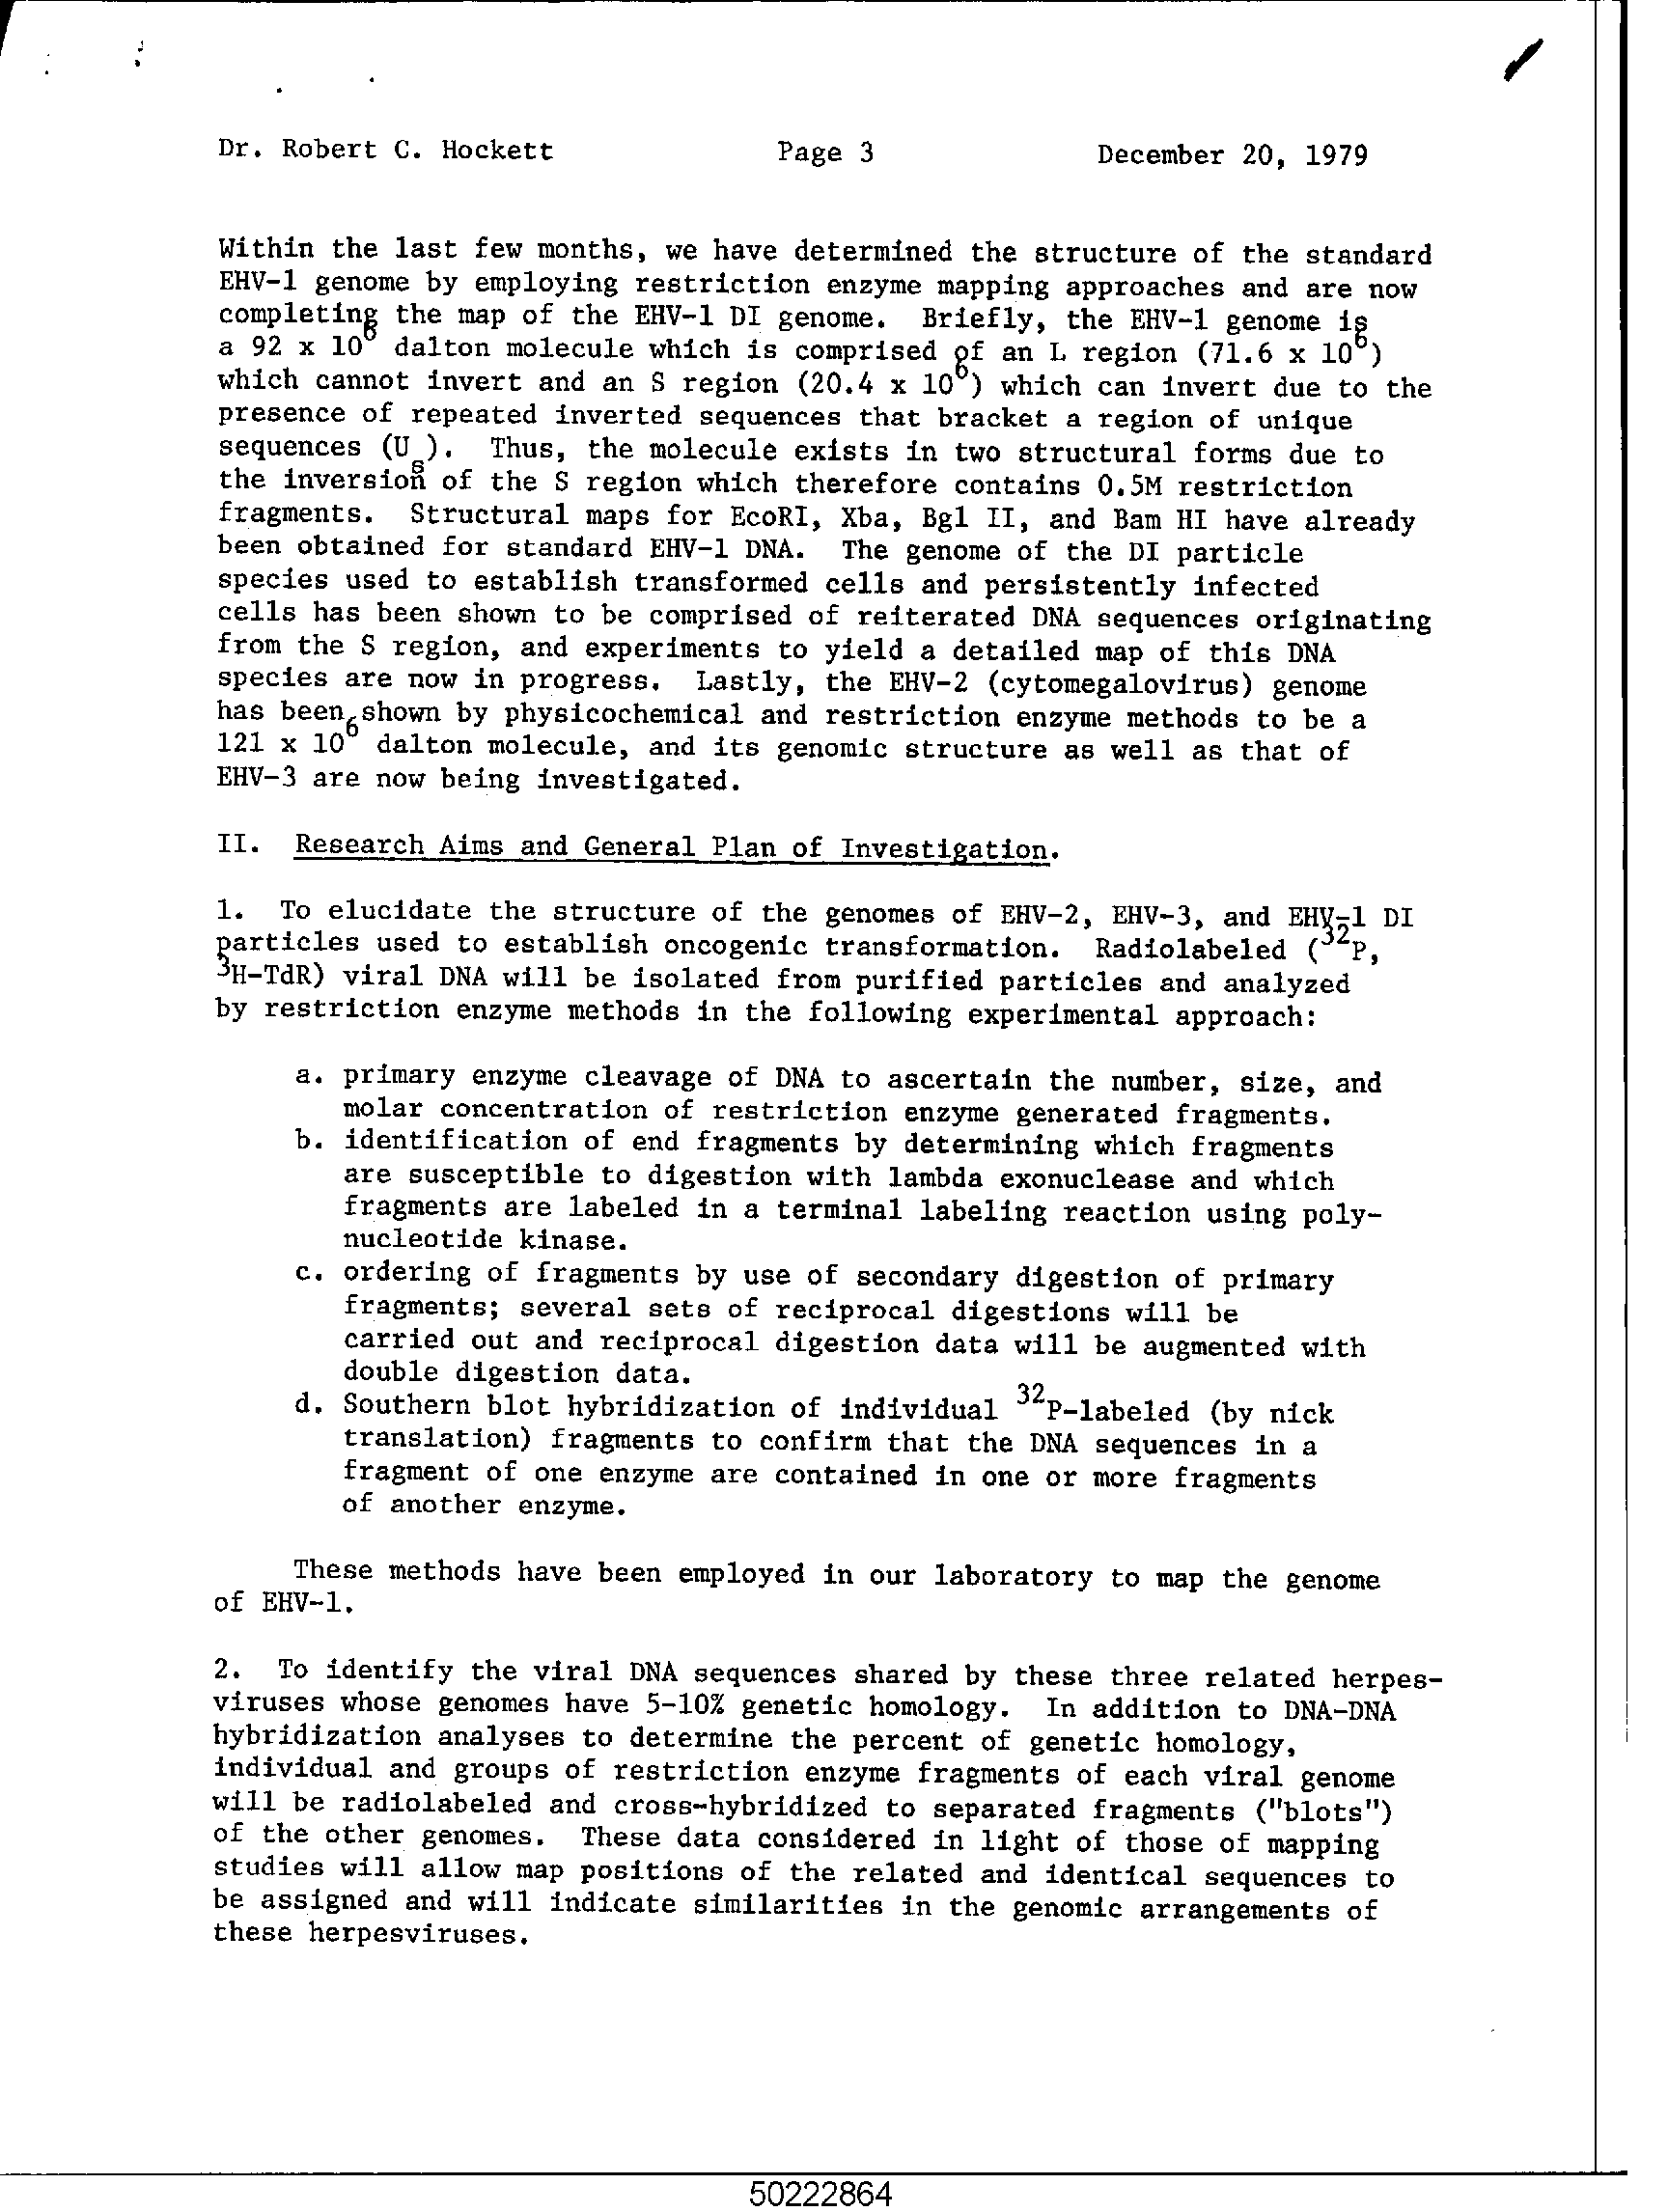 Dr. Robert C. Hockett Page 3 December 20, 1979
Within the last few months, we have determined the structure of the standard
EHV-1 genome by employing restriction enzyme mapping approaches and are now
completing the map of the EHV-1 DI genome. Briefly, the EHV-1 genome is
a 92 x 10⁶ dalton molecule which is comprised of an L region (71.6 x 10⁶)
which cannot invert and an S region (20.4 x 10⁶) which can invert due to the
presence of repeated inverted sequences that bracket a region of unique
sequences (Uₛ). Thus, the molecule exists in two structural forms due to
the inversion of the S region which therefore contains 0.5M restriction
fragments. Structural maps for EcoRI, Xba, Bgl II, and Bam HI have already
been obtained for standard EHV-1 DNA. The genome of the DI particle
species used to establish transformed cells and persistently infected
cells has been shown to be comprised of reiterated DNA sequences originating
from the S region, and experiments to yield a detailed map of this DNA
species are now in progress. Lastly, the EHV-2 (cytomegalovirus) genome
has been shown by physicochemical and restriction enzyme methods to be a
121 x 10⁶ dalton molecule, and its genomic structure as well as that of
EHV-3 are now being investigated.
II. Research Aims and General Plan of Investigation.
1. To elucidate the structure of the genomes of EHV-2, EHV-3, and EHV-1 DI
particles used to establish oncogenic transformation. Radiolabeled (³²P,
³H-TdR) viral DNA will be isolated from purified particles and analyzed
by restriction enzyme methods in the following experimental approach:
a. primary enzyme cleavage of DNA to ascertain the number, size, and
molar concentration of restriction enzyme generated fragments.
b. identification of end fragments by determining which fragments
are susceptible to digestion with lambda exonuclease and which
fragments are labeled in a terminal labeling reaction using poly-
nucleotide kinase.
c. ordering of fragments by use of secondary digestion of primary
fragments; several sets of reciprocal digestions will be
carried out and reciprocal digestion data will be augmented with
double digestion data.
d. Southern blot hybridization of individual ³²P-labeled (by nick
translation) fragments to confirm that the DNA sequences in a
fragment of one enzyme are contained in one or more fragments
of another enzyme.
These methods have been employed in our laboratory to map the genome
of EHV-1.
2. To identify the viral DNA sequences shared by these three related herpes-
viruses whose genomes have 5-10% genetic homology. In addition to DNA-DNA
hybridization analyses to determine the percent of genetic homology,
individual and groups of restriction enzyme fragments of each viral genome
will be radiolabeled and cross-hybridized to separated fragments ("blots")
of the other genomes. These data considered in light of those of mapping
studies will allow map positions of the related and identical sequences to
be assigned and will indicate similarities in the genomic arrangements of
these herpesviruses.
50222864